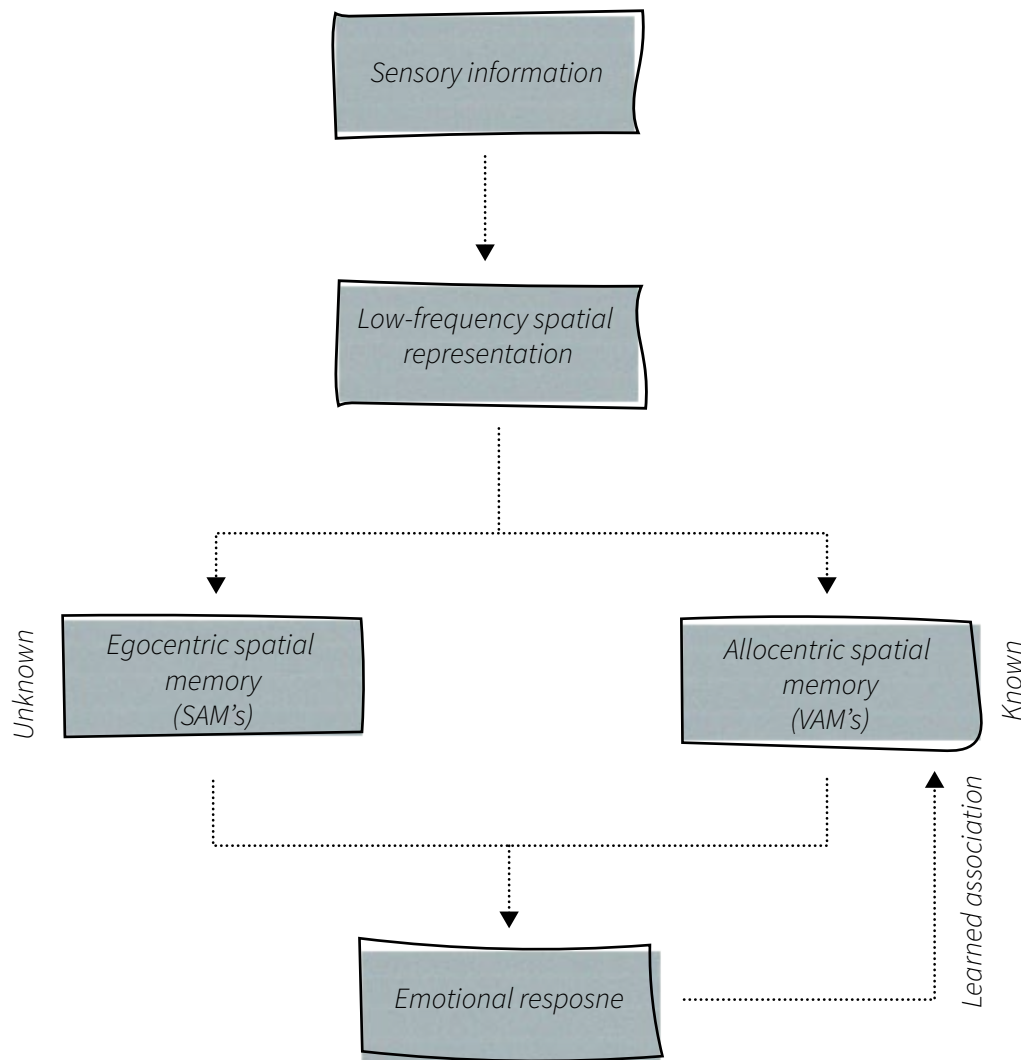 Sensory information
Low-frequency spatial
representation
Unknown
Egocentric spatial
memory
(SAM's)
Allocentric spatial
memory
(VAM's)
Known
Learned association
Emotional resposne